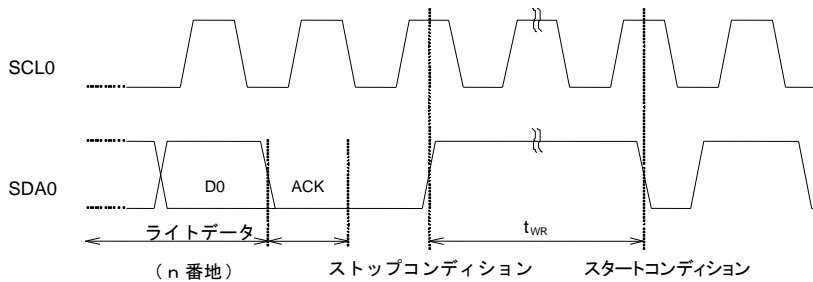 SCL0
SDA0
D0
ACK
ライトデータ
tWR
(n 番地)
ストップコンディション
スタートコンディション